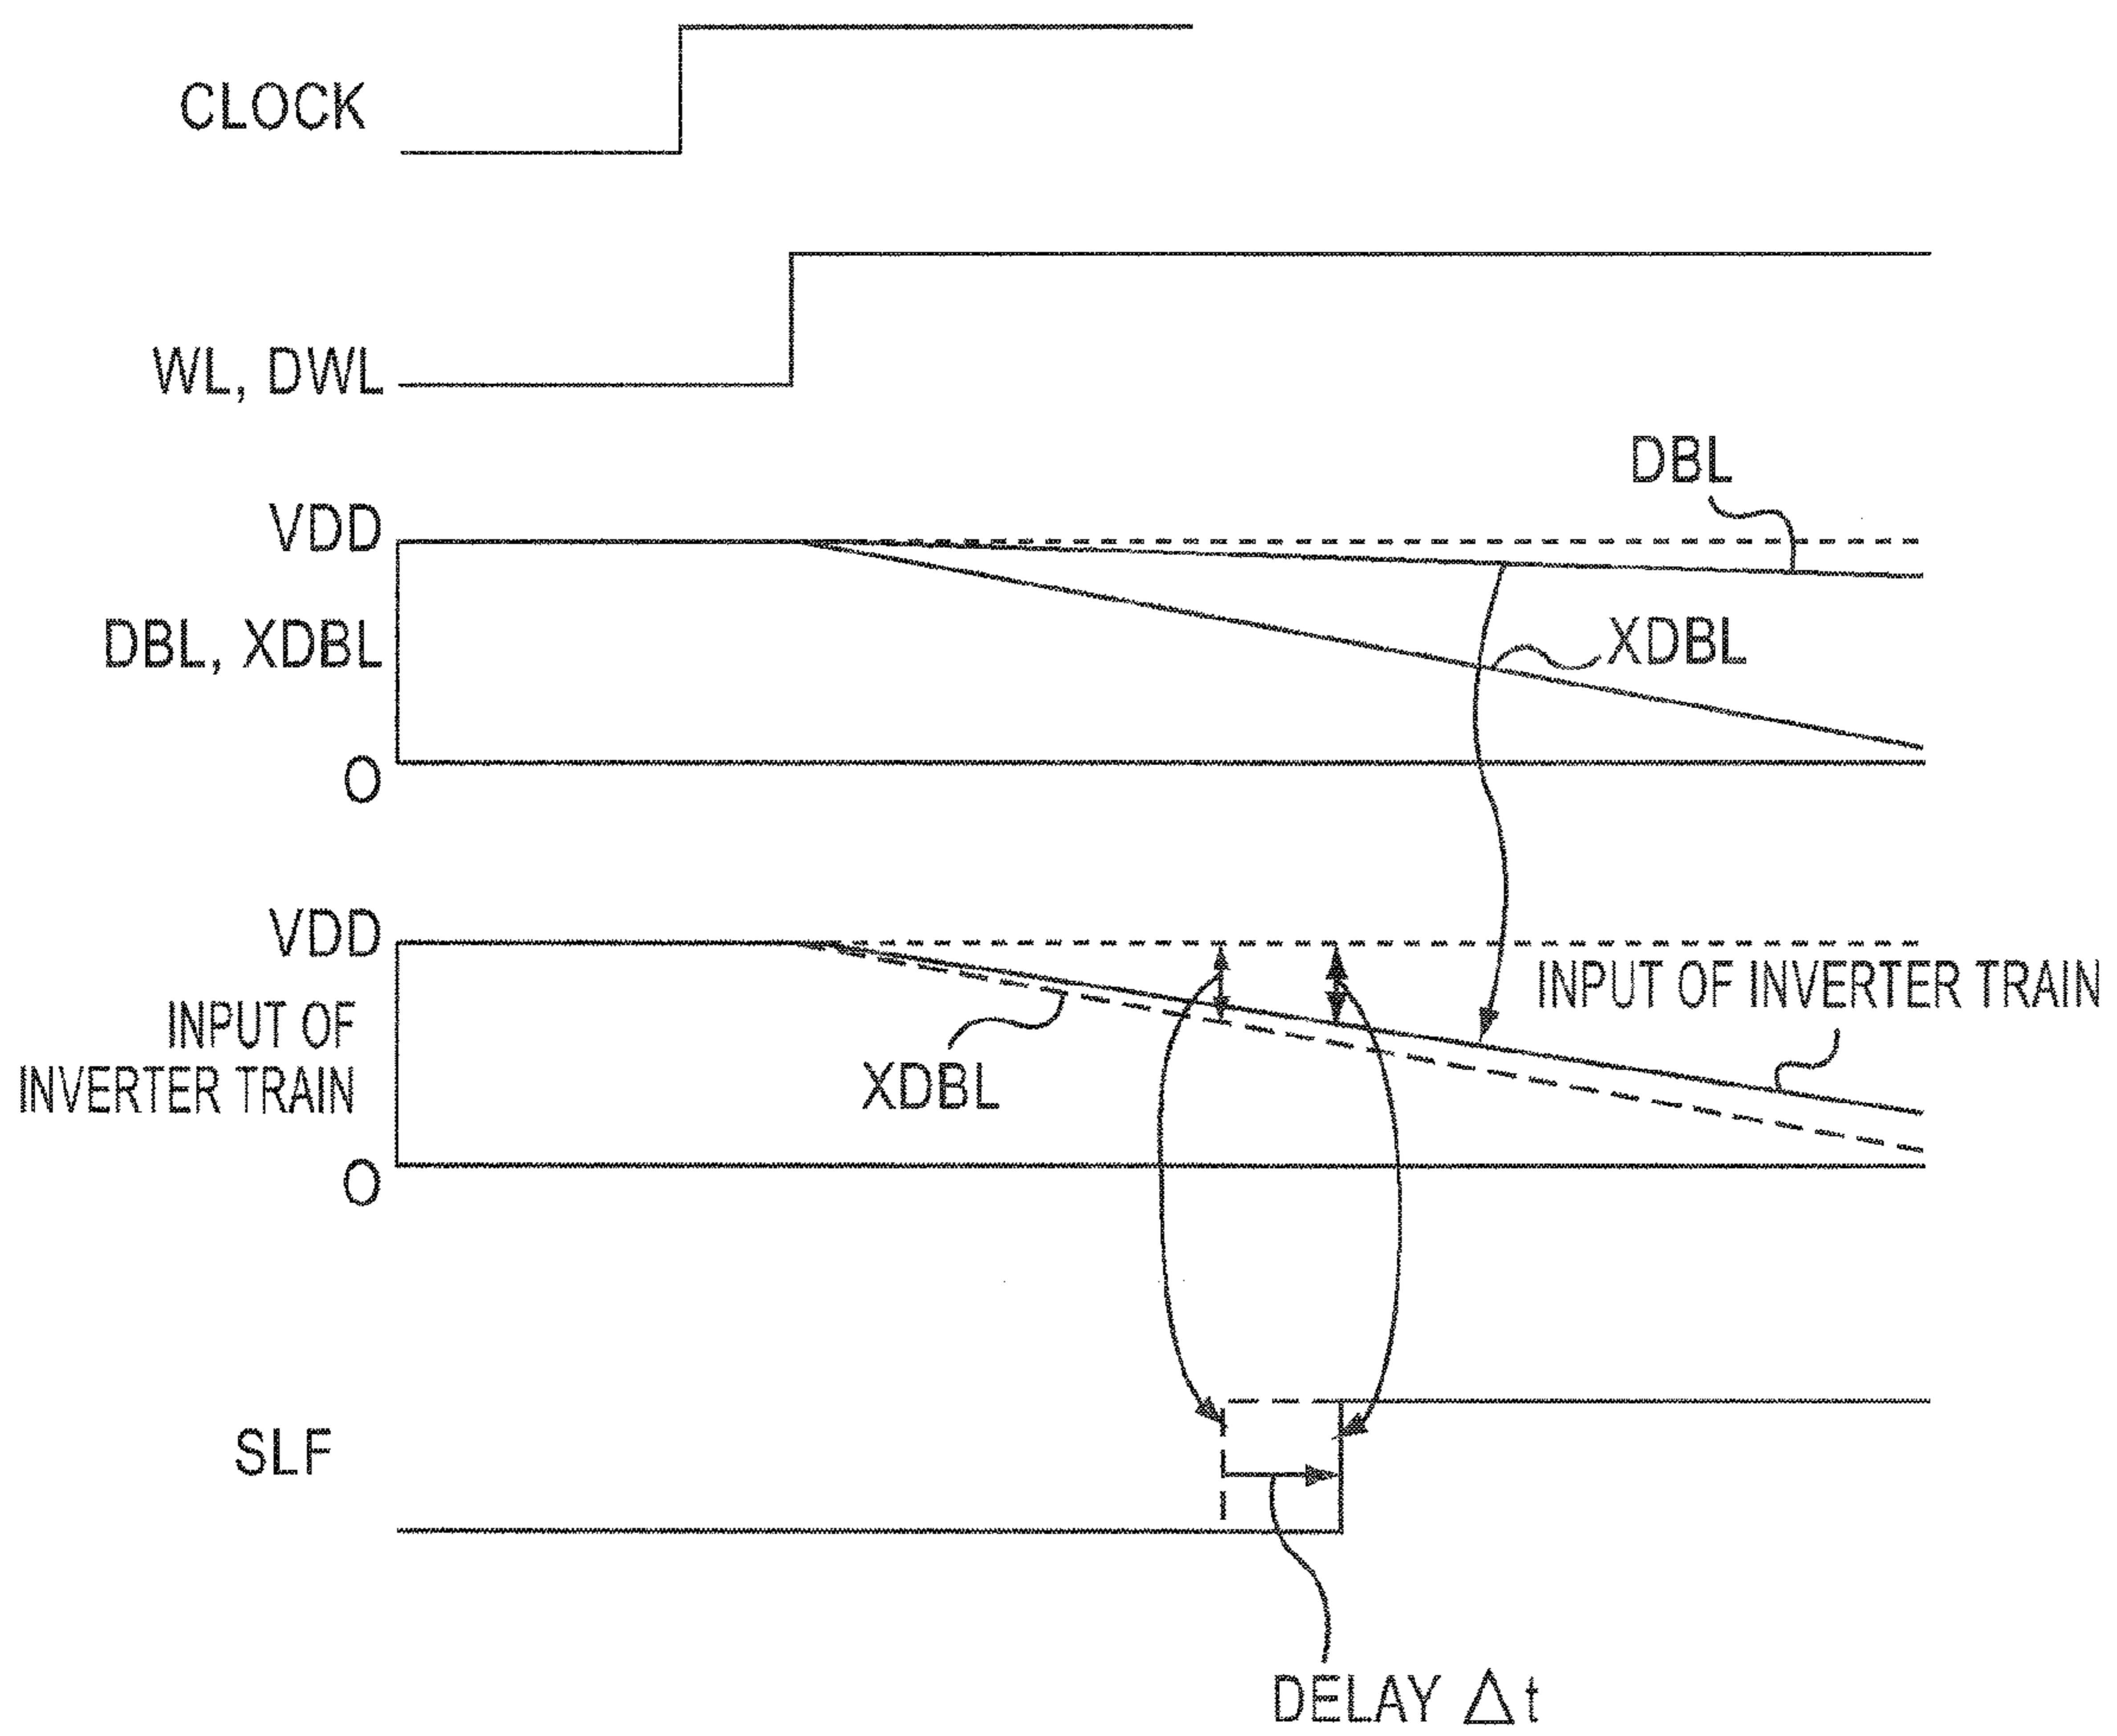 CLOCK
WL, DWL
DBL
VDD
DBL, XDBL
XDBL
O
VDD
INPUT OF INVERTER TRAIN
INPUT OF
INVERTER TRAIN
XDBL
O
SLF
DELAY Δt